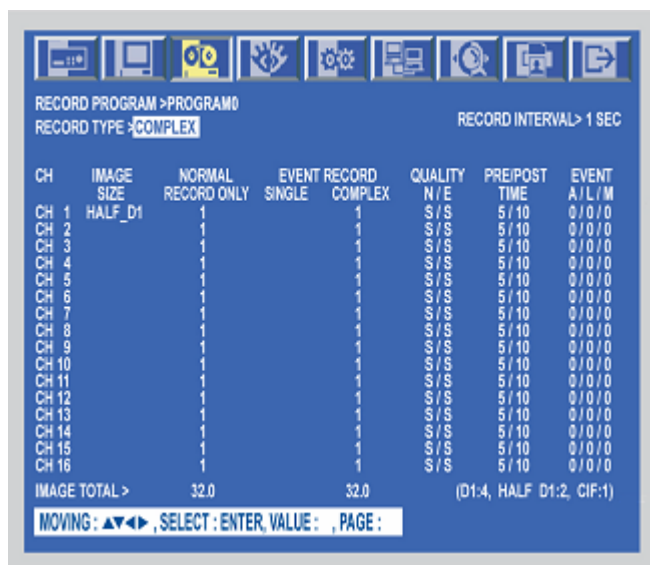 RECORD PROGRAM >PROGRAM0
RECORD TYPE >COMPLEX
RECORD INTERVAL> 1 SEC
CH IMAGE NORMAL EVENT RECORD QUALITY PRE/POST EVENT
SIZE RECORD ONLY SINGLE COMPLEX N / E TIME A / L / M
CH 1 HALF_D1 1 1 S / S 5 / 10 0 / 0 / 0
CH 2 1 1 S / S 5 / 10 0 / 0 / 0
CH 3 1 1 S / S 5 / 10 0 / 0 / 0
CH 4 1 1 S / S 5 / 10 0 / 0 / 0
CH 5 1 1 S / S 5 / 10 0 / 0 / 0
CH 6 1 1 S / S 5 / 10 0 / 0 / 0
CH 7 1 1 S / S 5 / 10 0 / 0 / 0
CH 8 1 1 S / S 5 / 10 0 / 0 / 0
CH 9 1 1 S / S 5 / 10 0 / 0 / 0
CH 10 1 1 S / S 5 / 10 0 / 0 / 0
CH 11 1 1 S / S 5 / 10 0 / 0 / 0
CH 12 1 1 S / S 5 / 10 0 / 0 / 0
CH 13 1 1 S / S 5 / 10 0 / 0 / 0
CH 14 1 1 S / S 5 / 10 0 / 0 / 0
CH 15 1 1 S / S 5 / 10 0 / 0 / 0
CH 16 1 1 S / S 5 / 10 0 / 0 / 0
IMAGE TOTAL > 32.0 32.0 (D1:4, HALF D1:2, CIF:1)
MOVING : ▲▼◀▶ , SELECT : ENTER, VALUE : , PAGE :